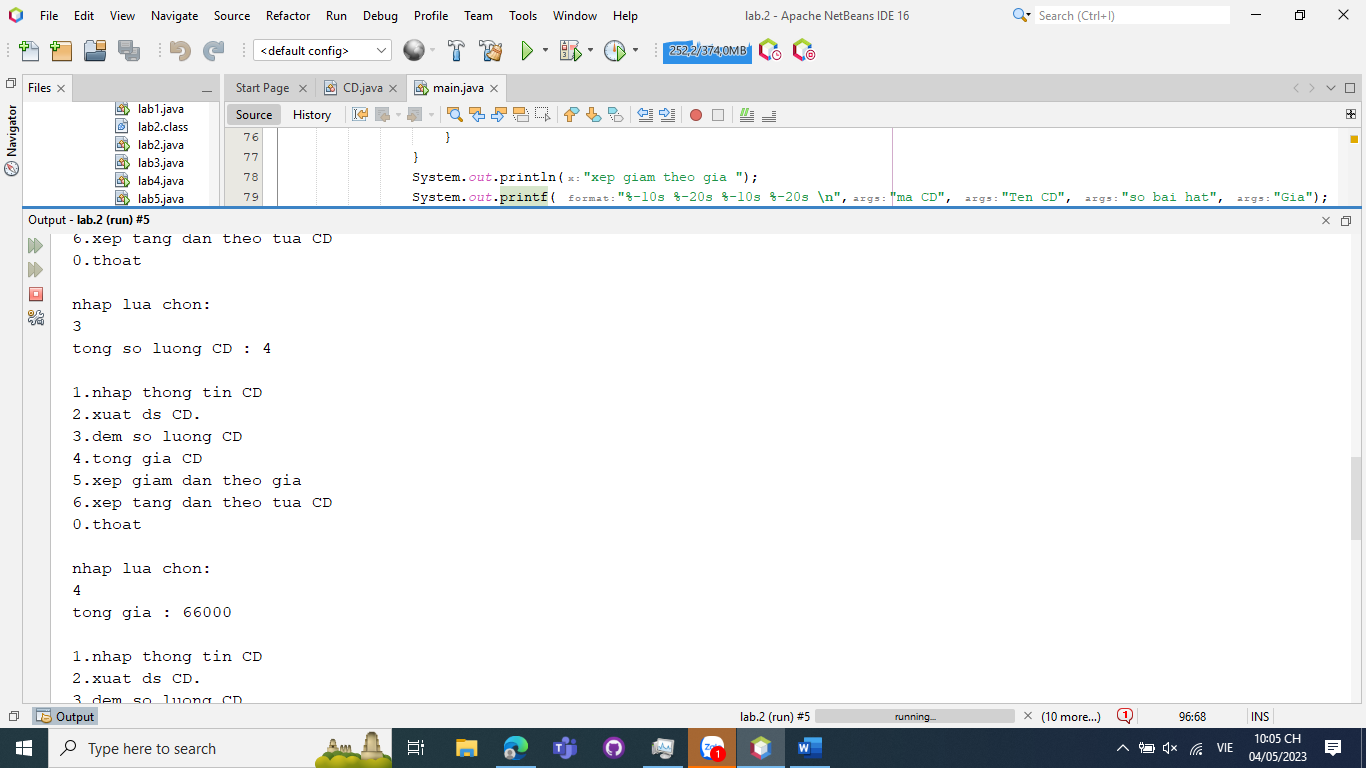 File Edit View Navigate Source Refactor Run Debug Profile Team Tools Window Help lab.2 - Apache NetBeans IDE 16 Search (Ctrl+I)
<default config> 252,2/374,0MB
Files Start Page CD.java main.java
Navigator
Source History
lab1.java
lab2.class
lab2.java
lab3.java
lab4.java
lab5.java
76 }
77 }
78 System.out.println(x:"xep giam theo gia ");
79 System.out.printf( format:"%-10s %-20s %-10s %-20s \n",args:"ma CD", args:"Ten CD", args:"so bai hat", args:"Gia");
Output - lab.2 (run) #5
6.xep tang dan theo tua CD
0.thoat
nhap lua chon:
3
tong so luong CD : 4
1.nhap thong tin CD
2.xuat ds CD.
3.dem so luong CD
4.tong gia CD
5.xep giam dan theo gia
6.xep tang dan theo tua CD
0.thoat
nhap lua chon:
4
tong gia : 66000
1.nhap thong tin CD
2.xuat ds CD.
3.dem so luong CD
Output lab.2 (run) #5 running... (10 more...) 1 96:68 INS
Type here to search 1 VIE 10:05 CH
04/05/2023